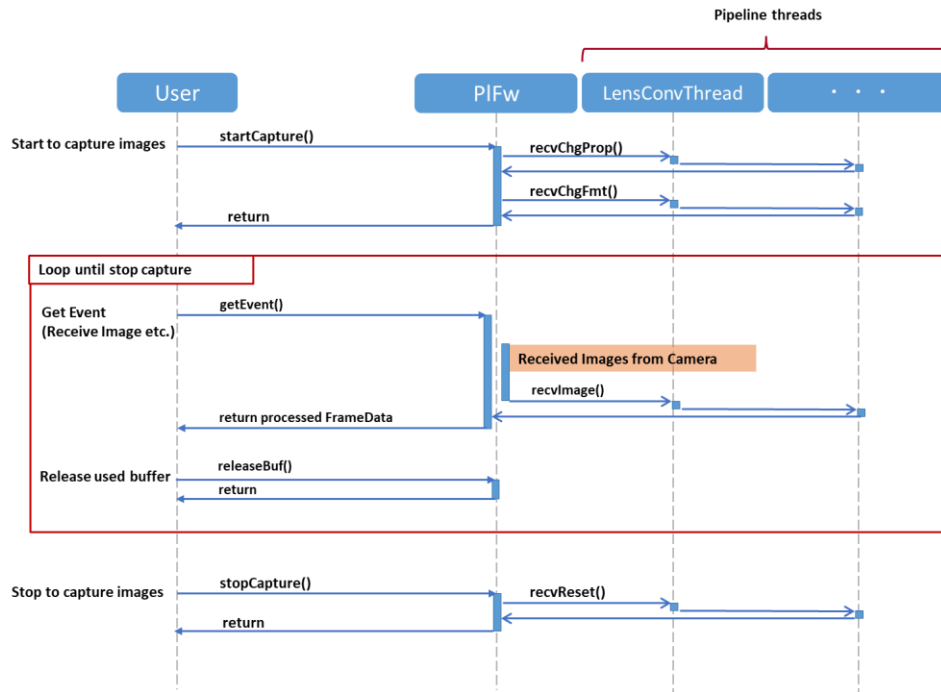 Pipeline threads
User
PlFw
LensConvThread
・・・
Start to capture images
startCapture()
recvChgProp()
recvChgFmt()
return
Loop until stop capture
Get Event
(Receive Image etc.)
getEvent()
Received Images from Camera
recvImage()
return processed FrameData
Release used buffer
releaseBuf()
return
Stop to capture images
stopCapture()
recvReset()
return